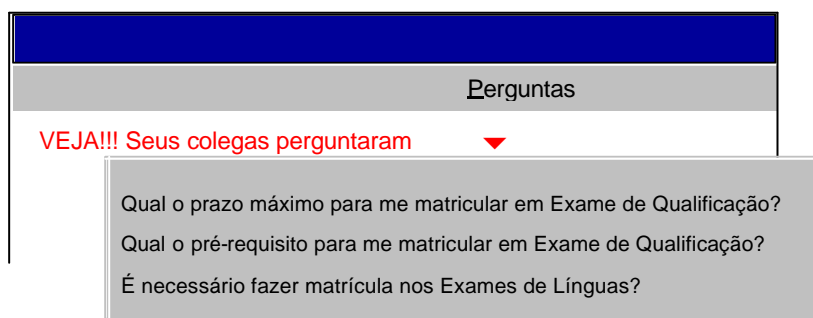 Perguntas
VEJA!!! Seus colegas perguntaram
Qual o prazo máximo para me matricular em Exame de Qualificação?
Qual o pré-requisito para me matricular em Exame de Qualificação?
É necessário fazer matrícula nos Exames de Línguas?